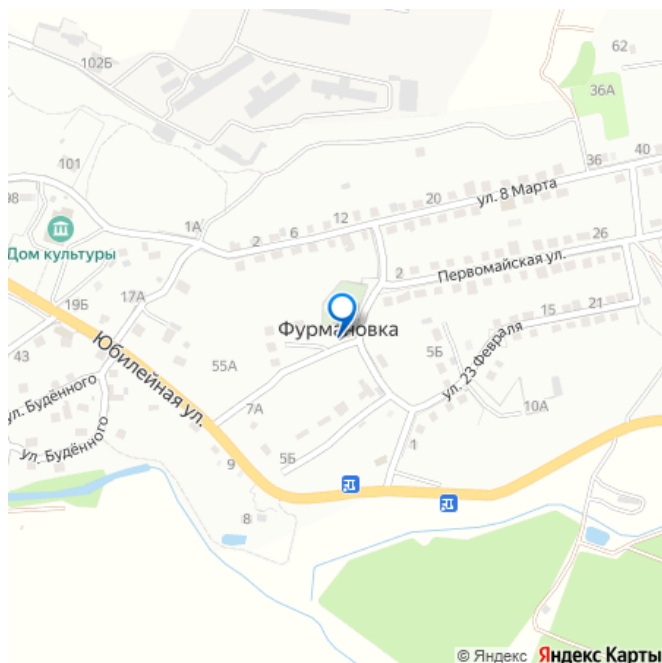 62
102Б
36А
101
36
40
98
20
ул. 8 Марта
12
6
1А
2
26
Дом культуры
Первомайская ул.
2
17А
19Б
15
21
Фурмановка
43
Юбилейная ул.
5Б
ул. 23 Февраля
55А
ул. Будённого
7А
10А
ул. Будённого
5Б
1
9
8
© Яндекс Яндекс Карты